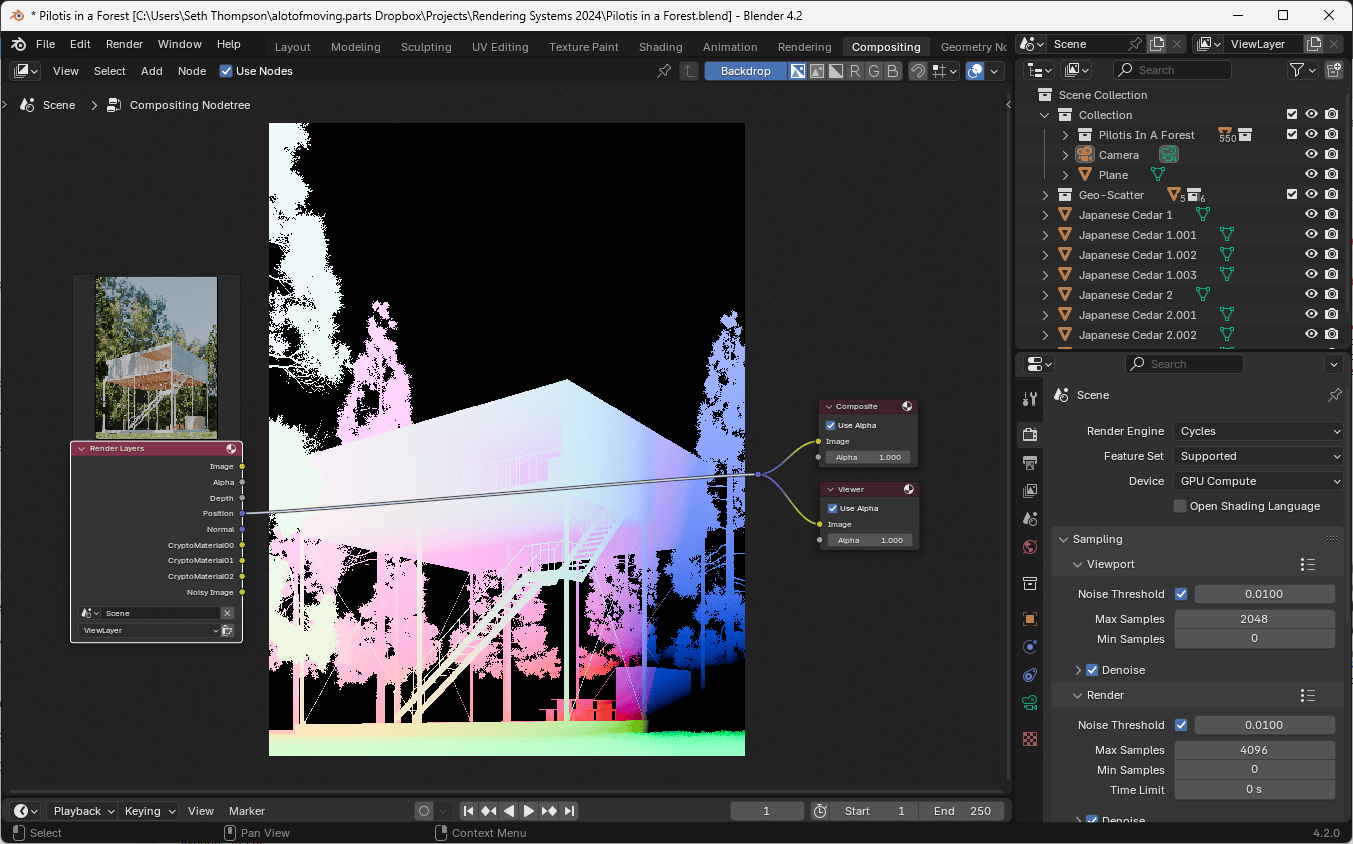 * Pilotis in a Forest [C:\Users\Seth Thompson\alotofmoving.parts Dropbox\Projects\Rendering Systems 2024\Pilotis in a Forest.blend] - Blender 4.2
File Edit Render Window Help Layout Modeling Sculpting UV Editing Texture Paint Shading Animation Rendering Compositing Geometry No
Scene ViewLayer
View Select Add Node Use Nodes Backdrop R G B
Search
Scene Compositing Nodetree
Scene Collection
Collection
Pilotis In A Forest 550
Camera
Plane
Geo-Scatter 5 6
Japanese Cedar 1
Japanese Cedar 1.001
Japanese Cedar 1.002
Japanese Cedar 1.003
Japanese Cedar 2
Japanese Cedar 2.001
Japanese Cedar 2.002
Render Layers
Image
Alpha
Depth
Position
Normal
CryptoMaterial00
CryptoMaterial01
CryptoMaterial02
Noisy Image
Scene
ViewLayer
Composite
Use Alpha
Image
Alpha 1.000
Viewer
Use Alpha
Image
Alpha 1.000
Search
Scene
Render Engine Cycles
Feature Set Supported
Device GPU Compute
Open Shading Language
Sampling
Viewport
Noise Threshold 0.0100
Max Samples 2048
Min Samples 0
Denoise
Render
Noise Threshold 0.0100
Max Samples 4096
Min Samples 0
Time Limit 0 s
Denoise
Playback Keying View Marker 1 Start 1 End 250
Select Pan View Context Menu 4.2.0